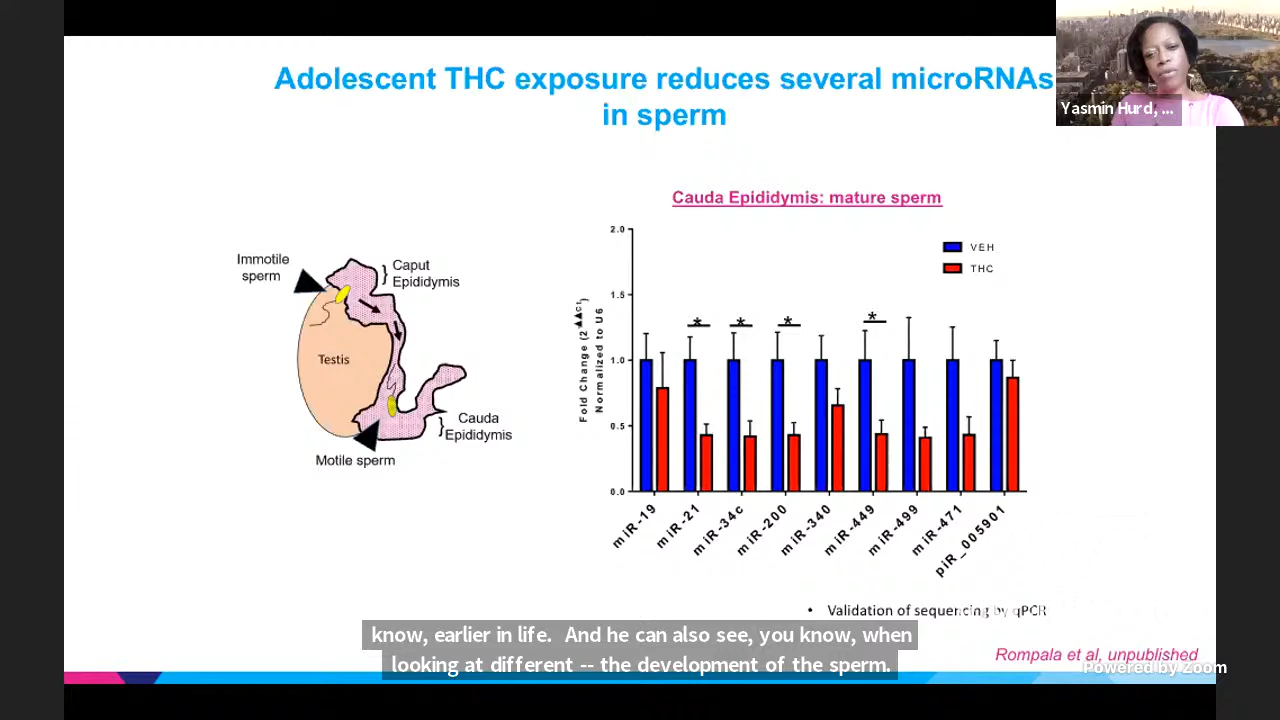 Adolescent THC exposure reduces several microRNAs
in sperm
Yasmin Hurd, ...
Cauda Epididymis: mature sperm
Immotile
sperm
Caput
Epididymis
Testis
Cauda
Epididymis
Motile sperm
Fold Change (2^-▲▲Ct)
Normalized to U6
2.0
1.5
1.0
0.5
0.0
VEH
THC
*
*
*
*
miR-19
miR-21
miR-34c
miR-200
miR-340
miR-449
miR-499
miR-471
piR_005901
• Validation of sequencing by qPCR
know, earlier in life. And he can also see, you know, when
looking at different -- the development of the sperm.
Rompala et al, unpublished
Powered by Zoom